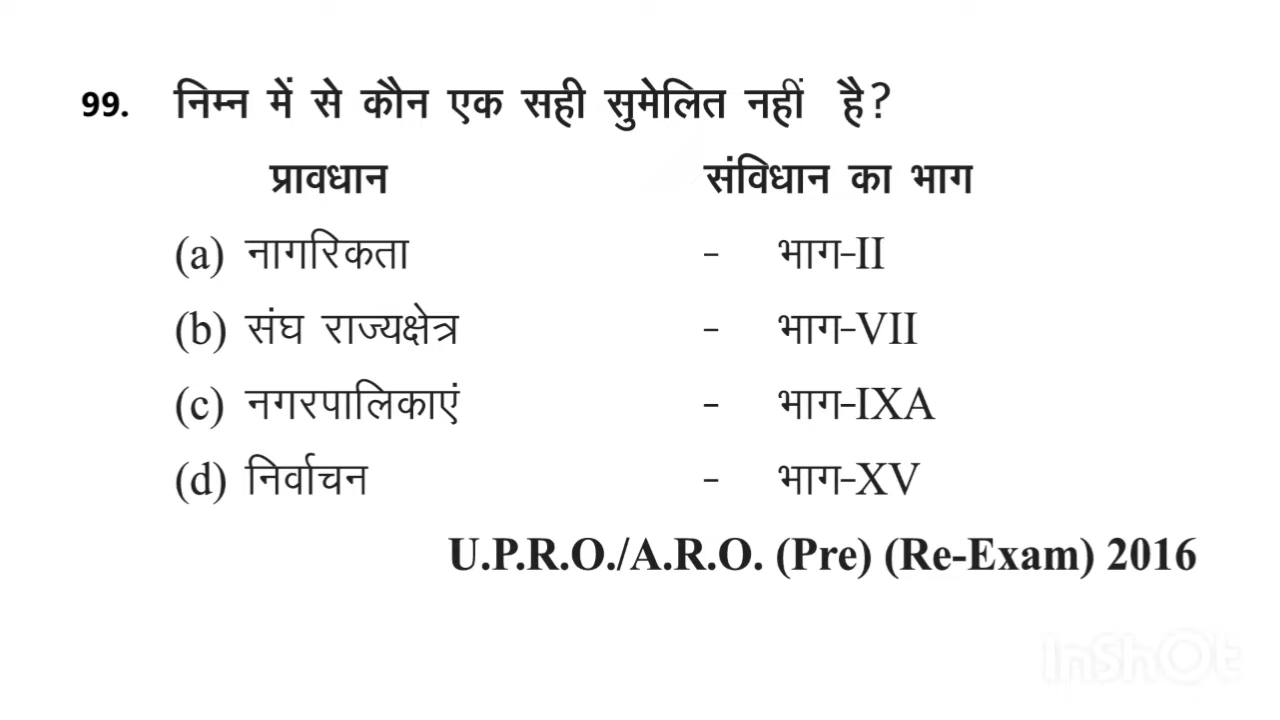 99. निम्न में से कौन एक सही सुमेलित नहीं है?
प्रावधान संविधान का भाग
(a) नागरिकता - भाग-II
(b) संघ राज्यक्षेत्र - भाग-VII
(c) नगरपालिकाएं - भाग-IXA
(d) निर्वाचन - भाग-XV
U.P.R.O./A.R.O. (Pre) (Re-Exam) 2016
InShOt